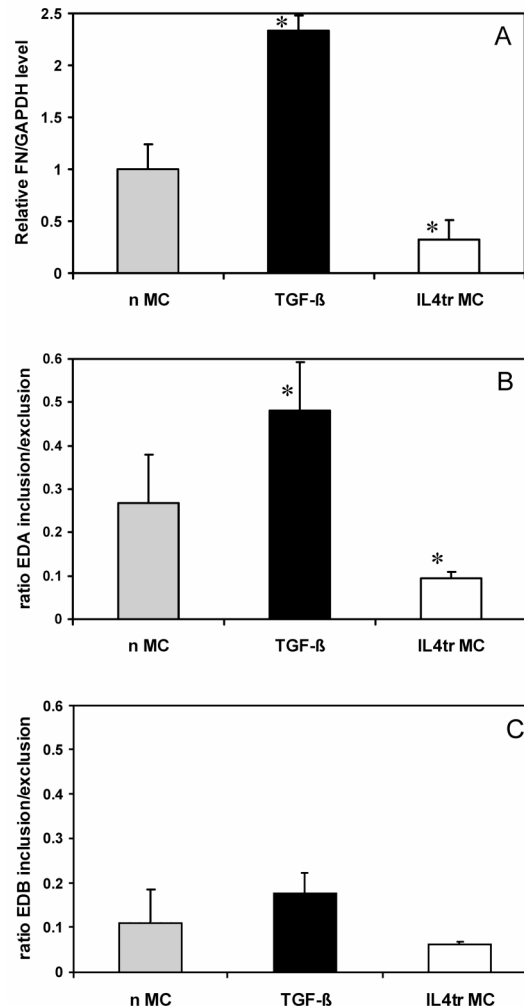 A
Relative FN/GAPDH level
2.5
2
1.5
1
0.5
0
*
*
n MC
TGF-ß
IL4tr MC
B
ratio EDA inclusion/exclusion
0.6
0.5
0.4
0.3
0.2
0.1
0
*
*
n MC
TGF-ß
IL4tr MC
C
ratio EDB inclusion/exclusion
0.6
0.5
0.4
0.3
0.2
0.1
0
n MC
TGF-ß
IL4tr MC